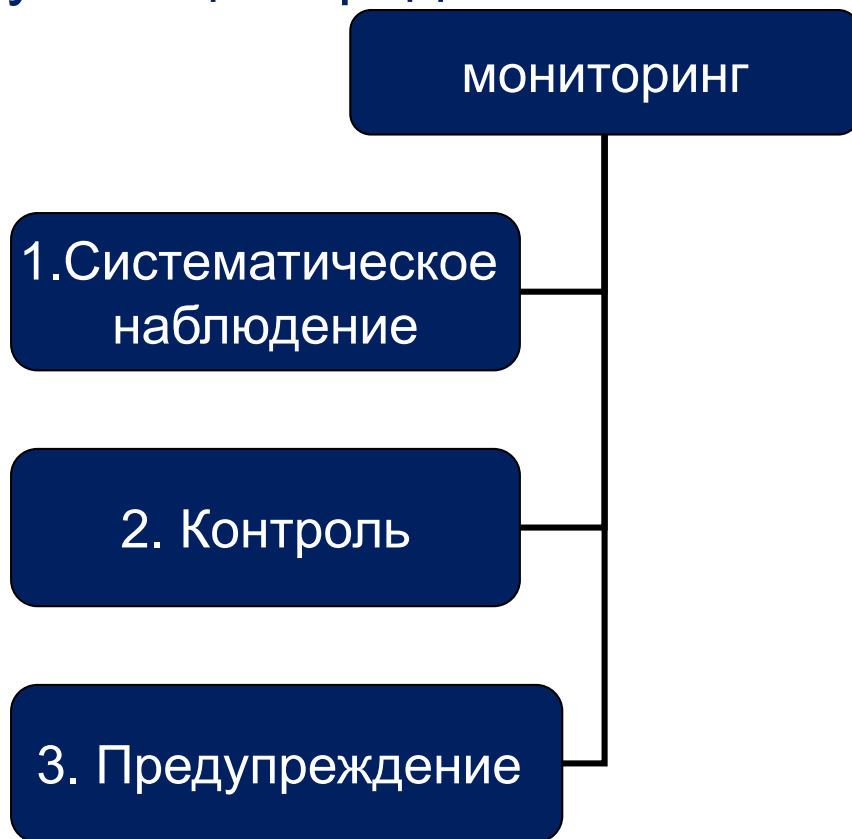 мониторинг
1.Систематическое
наблюдение
2. Контроль
3. Предупреждение